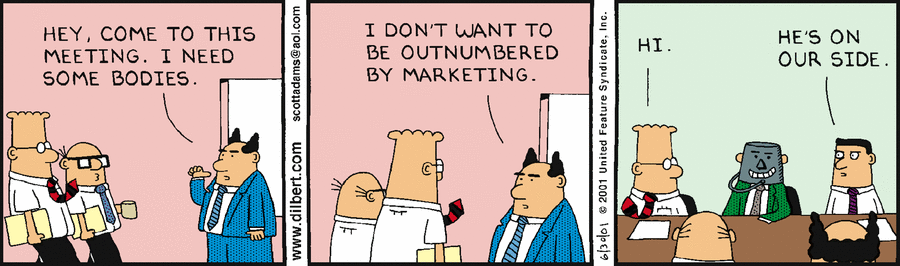 HEY, COME TO THIS
MEETING. I NEED
SOME BODIES.
www.dilbert.com
scottadams@aol.com
I DON'T WANT TO
BE OUTNUMBERED
BY MARKETING.
6/30/01 © 2001 United Feature Syndicate, Inc.
HI.
HE'S ON
OUR SIDE.